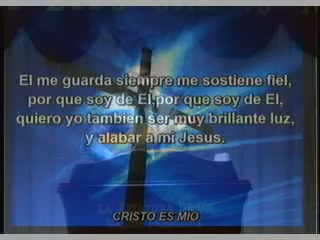 El me guarda siempre me sostiene fiel,
por que soy de El,por que soy de El,
quiero yo tambien ser muy brillante luz,
y alabar a mi Jesus.
CRISTO ES MIO